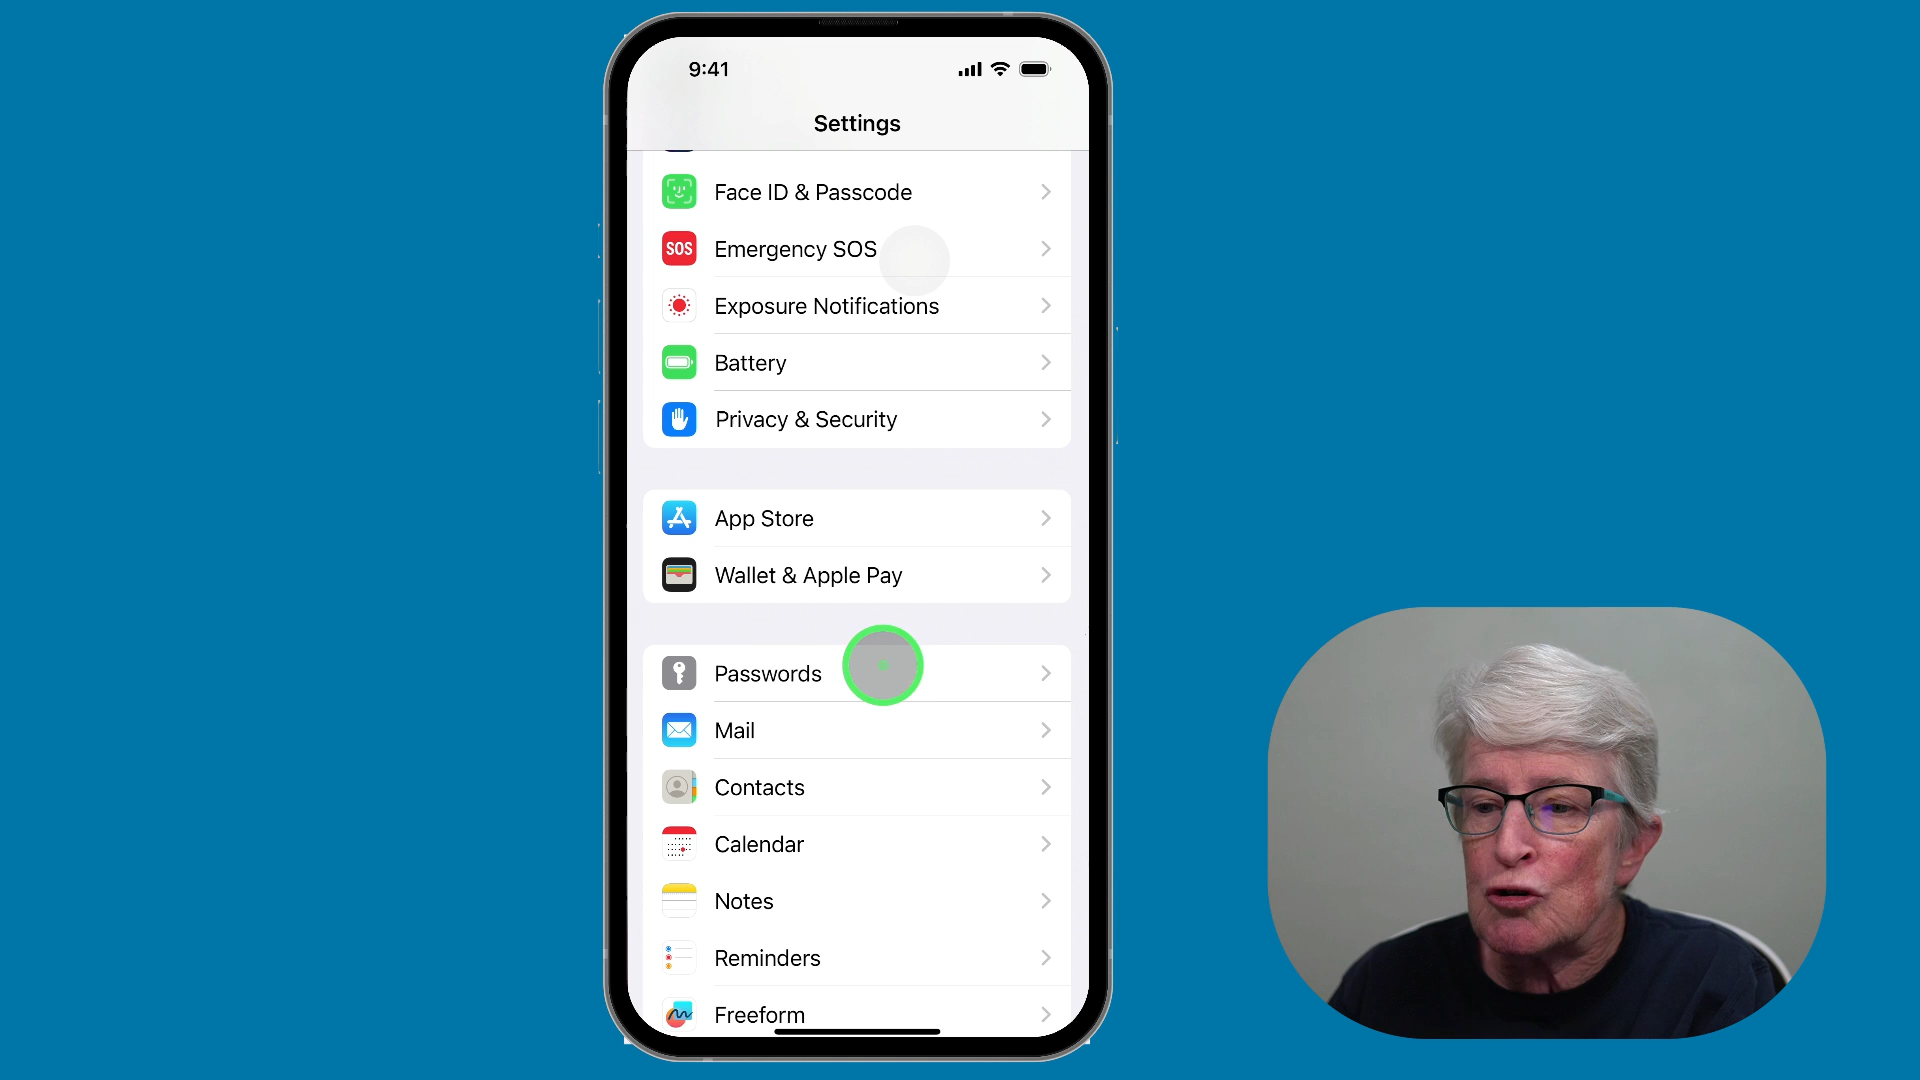 9:41
Settings
Face ID & Passcode
SOS
Emergency SOS
Exposure Notifications
Battery
Privacy & Security
App Store
Wallet & Apple Pay
Passwords
Mail
Contacts
Calendar
Notes
Reminders
Freeform